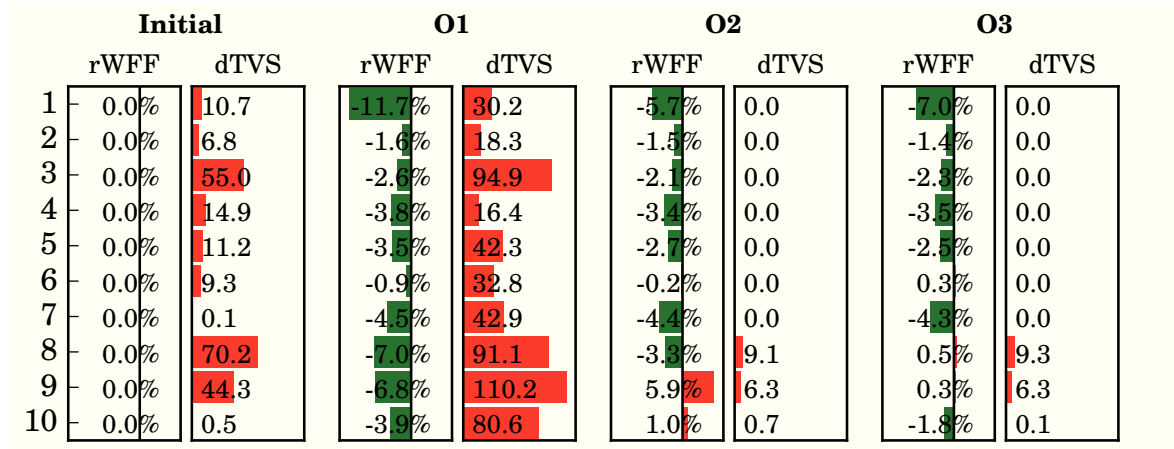 Initial O1 O2 O3
rWFF dTVS rWFF dTVS rWFF dTVS rWFF dTVS
1 0.0% 10.7 -11.7% 30.2 -5.7% 0.0 -7.0% 0.0
2 0.0% 6.8 -1.6% 18.3 -1.5% 0.0 -1.4% 0.0
3 0.0% 55.0 -2.6% 94.9 -2.1% 0.0 -2.3% 0.0
4 0.0% 14.9 -3.8% 16.4 -3.4% 0.0 -3.5% 0.0
5 0.0% 11.2 -3.5% 42.3 -2.7% 0.0 -2.5% 0.0
6 0.0% 9.3 -0.9% 32.8 -0.2% 0.0 0.3% 0.0
7 0.0% 0.1 -4.5% 42.9 -4.4% 0.0 -4.3% 0.0
8 0.0% 70.2 -7.0% 91.1 -3.3% 9.1 0.5% 9.3
9 0.0% 44.3 -6.8% 110.2 5.9% 6.3 0.3% 6.3
10 0.0% 0.5 -3.9% 80.6 1.0% 0.7 -1.8% 0.1